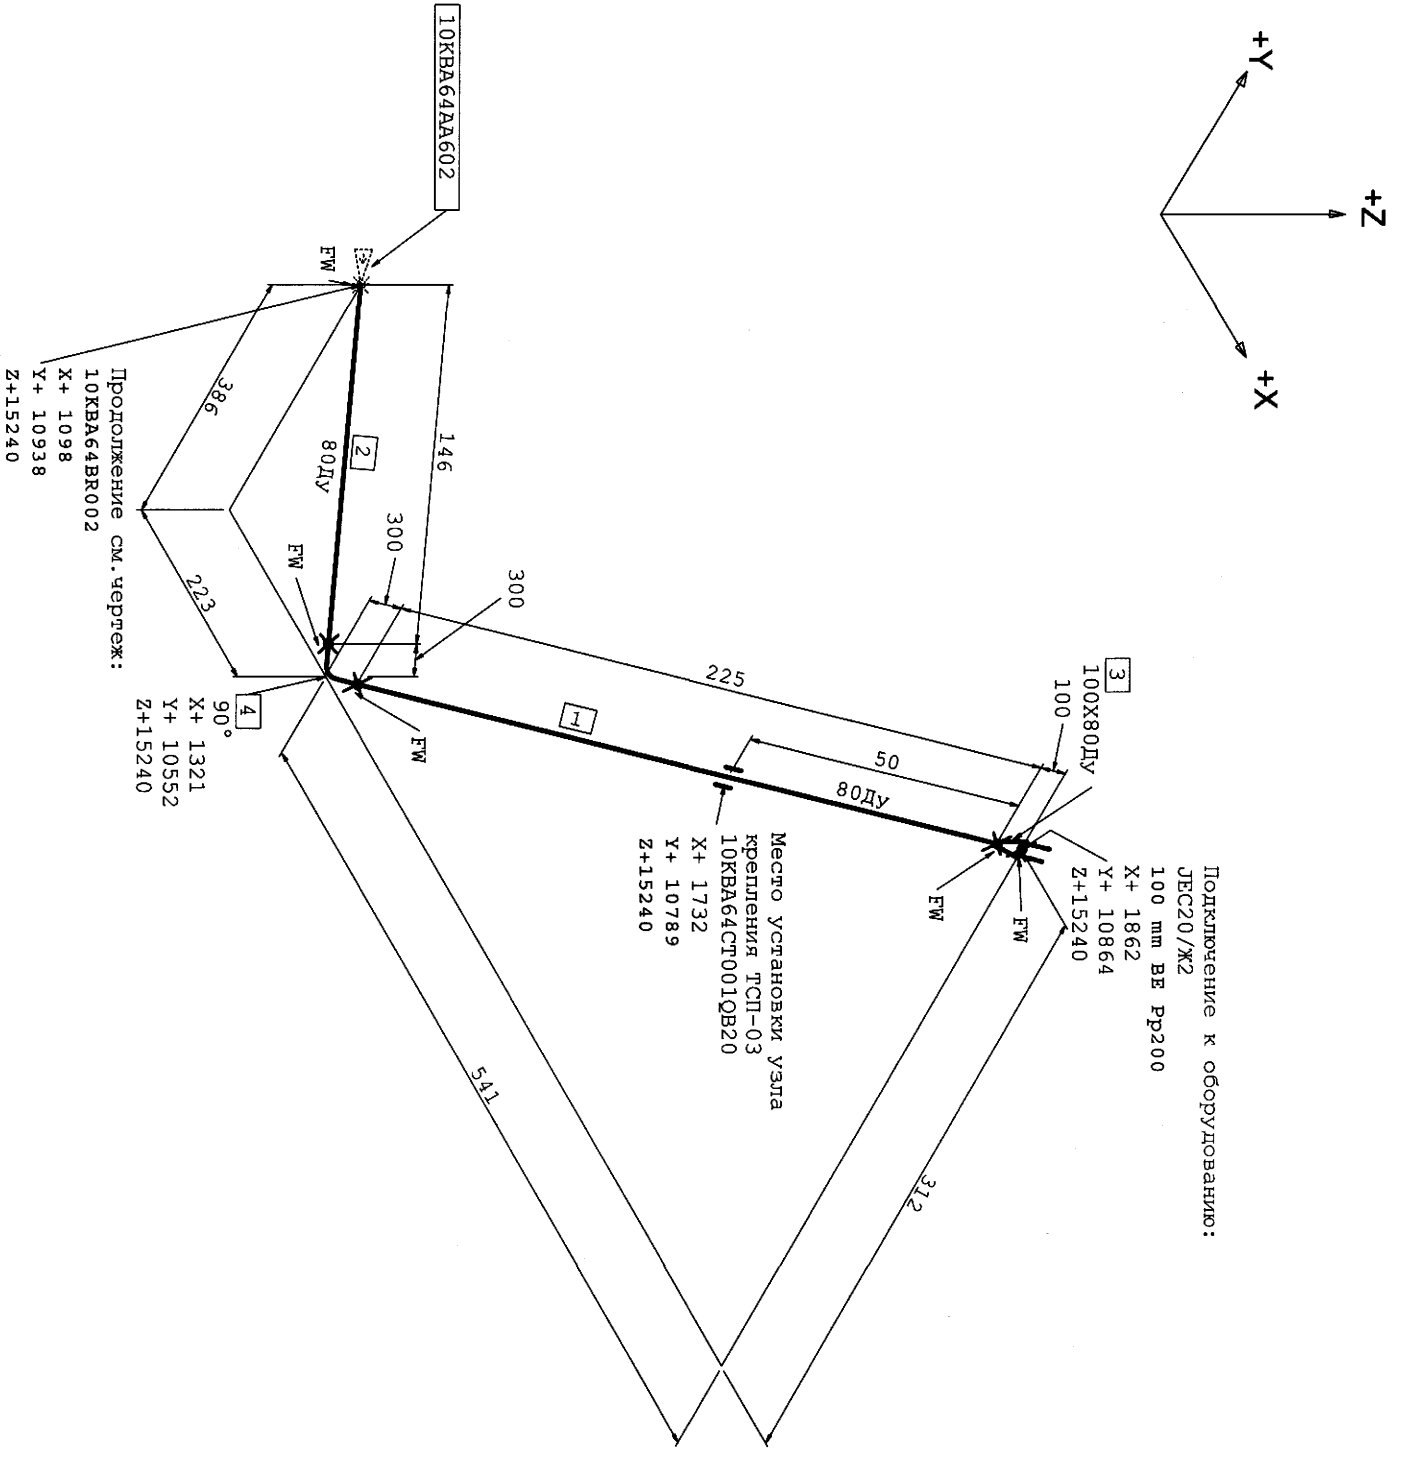 +Z
+Y
+X
10KBA64AA602
FW
386
146
2
80ДУ
300
300
223
FW
Продолжение см.чертеж:
10KBA64BR002
X+ 1098
Y+ 10938
Z+15240
4
90°
X+ 1321
Y+ 10552
Z+15240
FW
1
225
50
80ДУ
3
100X80ДУ
100
FW
FW
Подключение к оборудованию:
JEC20/Ж2
100 mm BE Pp200
X+ 1862
Y+ 10864
Z+15240
Место установки узла
крепления ТСП-03
10KBA64CT001QB20
X+ 1732
Y+ 10789
Z+15240
541
312